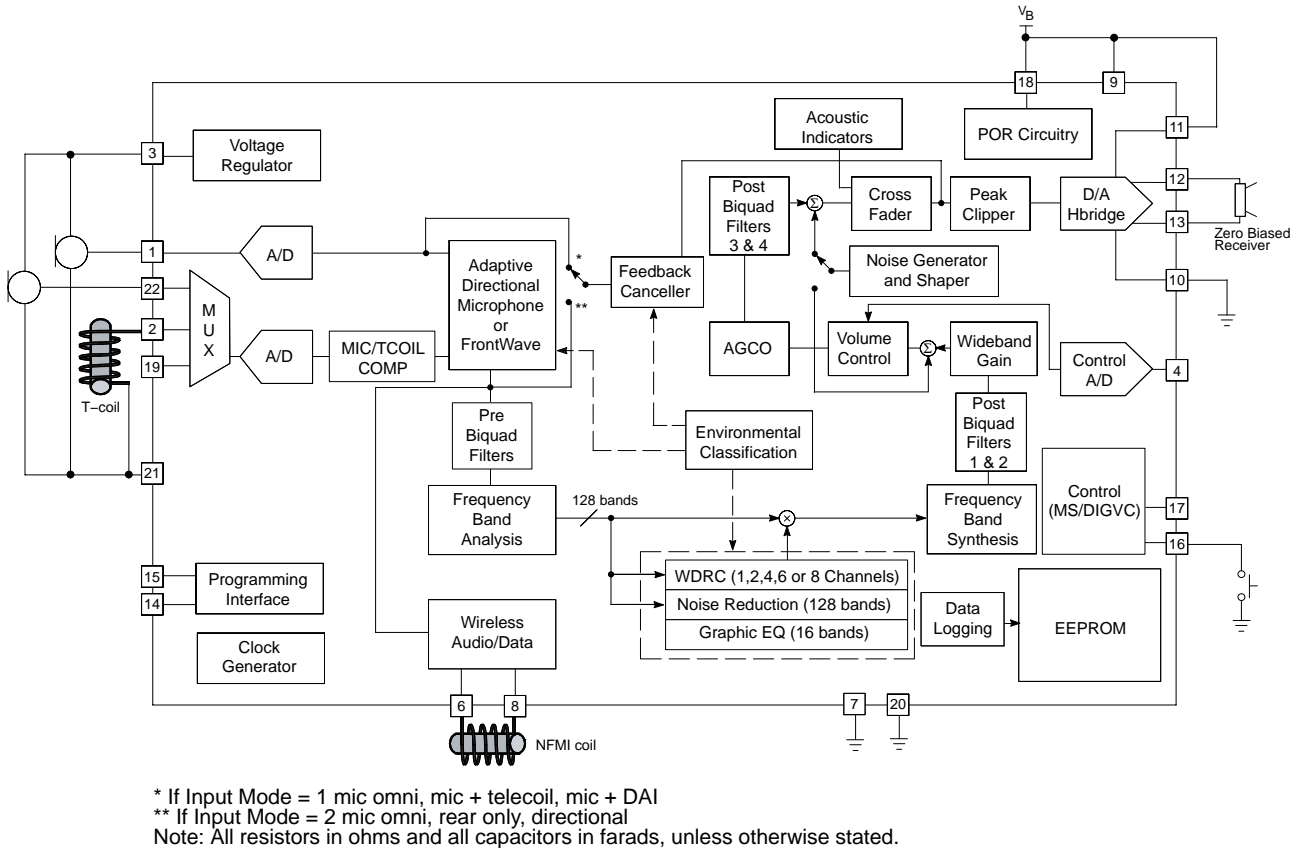 VB
18
9
Acoustic
Indicators
POR Circuitry
11
3
Voltage
Regulator
12
Post
Biquad
Filters
3 & 4
Σ
Cross
Fader
Peak
Clipper
D/A
Hbridge
13
Zero Biased
Receiver
1
A/D
Adaptive
Directional
Microphone
or
FrontWave
*
**
Feedback
Canceller
Noise Generator
and Shaper
10
22
2
19
M
U
X
A/D
MIC/TCOIL
COMP
AGCO
Volume
Control
Σ
Wideband
Gain
Control
A/D
4
T−coil
21
Pre
Biquad
Filters
Environmental
Classification
Post
Biquad
Filters
1 & 2
Frequency
Band
Analysis
128 bands
×
Frequency
Band
Synthesis
Control
(MS/DIGVC)
17
16
15
14
Programming
Interface
WDRC (1,2,4,6 or 8 Channels)
Noise Reduction (128 bands)
Graphic EQ (16 bands)
Data
Logging
EEPROM
Clock
Generator
Wireless
Audio/Data
6
8
7
20
NFMI coil
* If Input Mode = 1 mic omni, mic + telecoil, mic + DAI
** If Input Mode = 2 mic omni, rear only, directional
Note: All resistors in ohms and all capacitors in farads, unless otherwise stated.